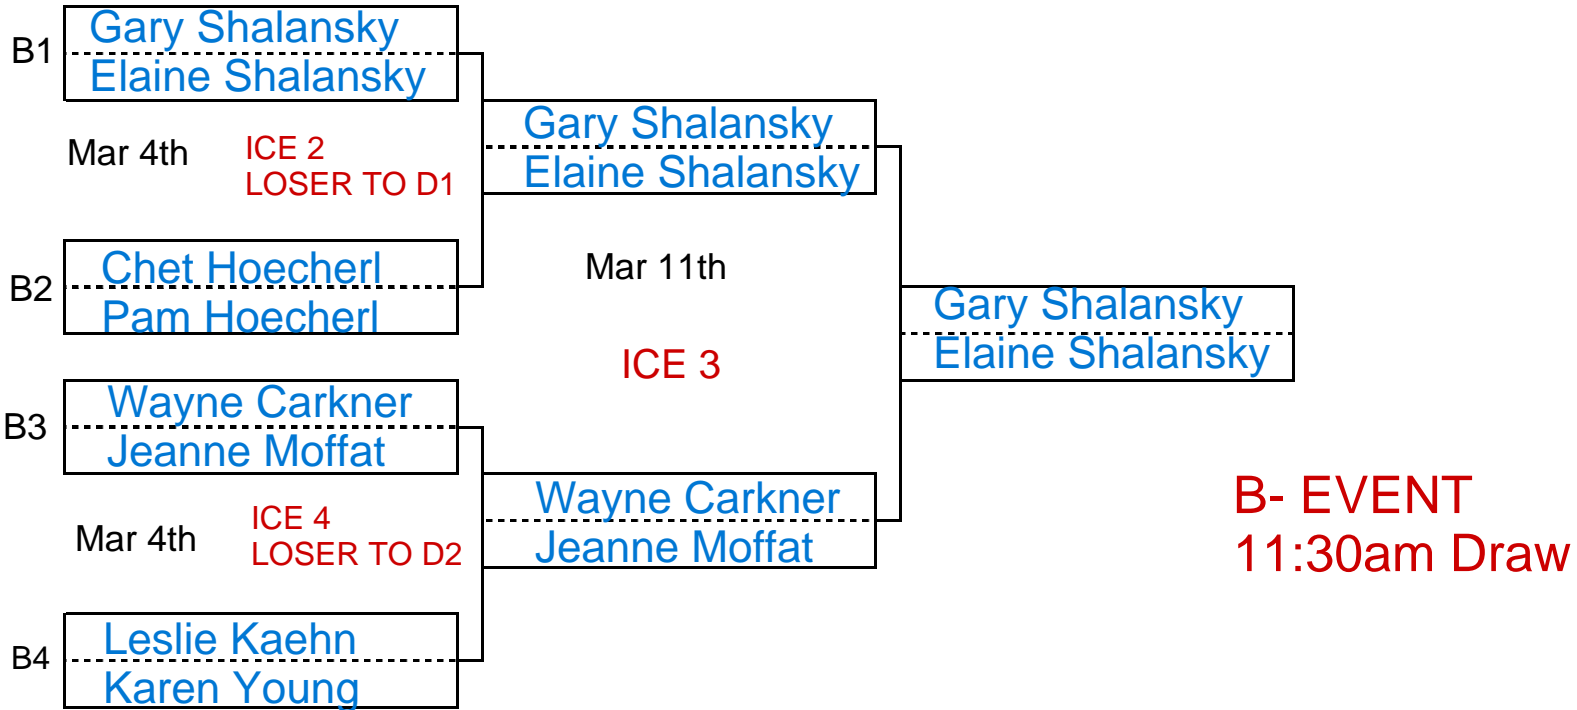 B1
Gary Shalansky
Elaine Shalansky
Mar 4th
ICE 2
LOSER TO D1
B2
Chet Hoecherl
Pam Hoecherl
B3
Wayne Carkner
Jeanne Moffat
Mar 4th
ICE 4
LOSER TO D2
B4
Leslie Kaehn
Karen Young
Gary Shalansky
Elaine Shalansky
Mar 11th
ICE 3
Wayne Carkner
Jeanne Moffat
Gary Shalansky
Elaine Shalansky
B- EVENT
11:30am Draw